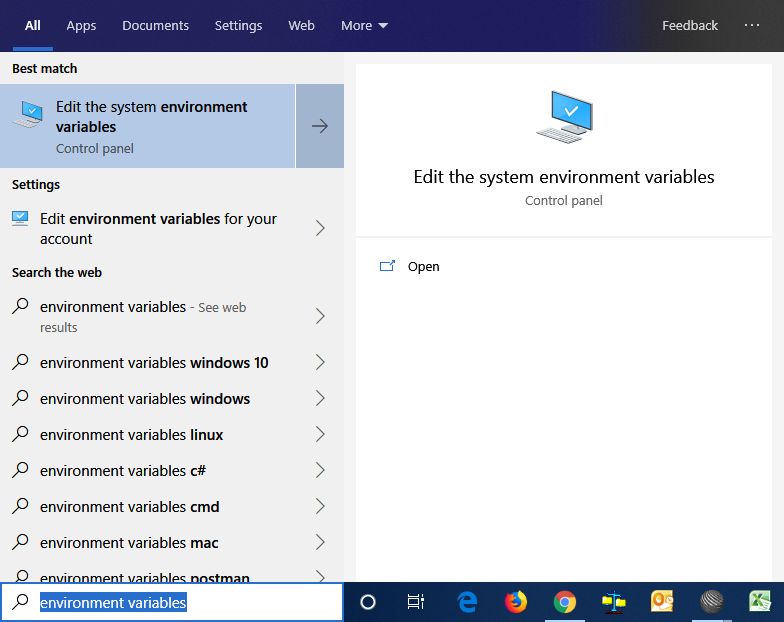 All Apps Documents Settings Web More Feedback ...
Best match
Edit the system environment
variables
Control panel
Settings
Edit environment variables for your
account
Search the web
environment variables - See web
results
environment variables windows 10
environment variables windows
environment variables linux
environment variables c#
environment variables cmd
environment variables mac
environment variables postman
environment variables
Edit the system environment variables
Control panel
Open